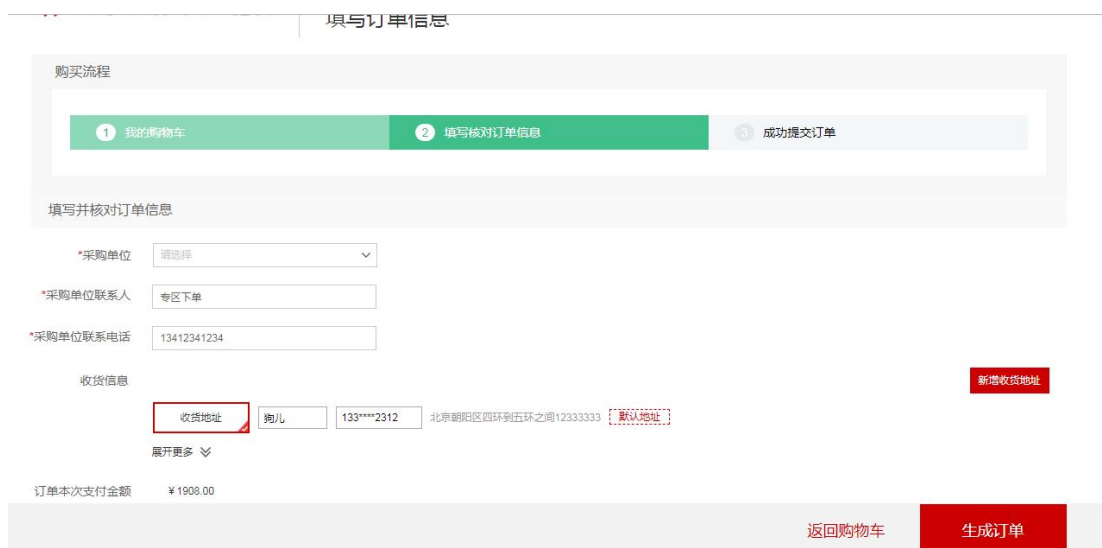 填写订单信息
购买流程
1 我的购物车 2 填写核对订单信息 3 成功提交订单
填写并核对订单信息
*采购单位 请选择
*采购单位联系人 专区下单
*采购单位联系电话 13412341234
收货信息 新增收货地址
收货地址 狗儿 133****2312 北京朝阳区四环到五环之间12333333 默认地址
展开更多
订单本次支付金额 ¥1908.00
返回购物车 生成订单